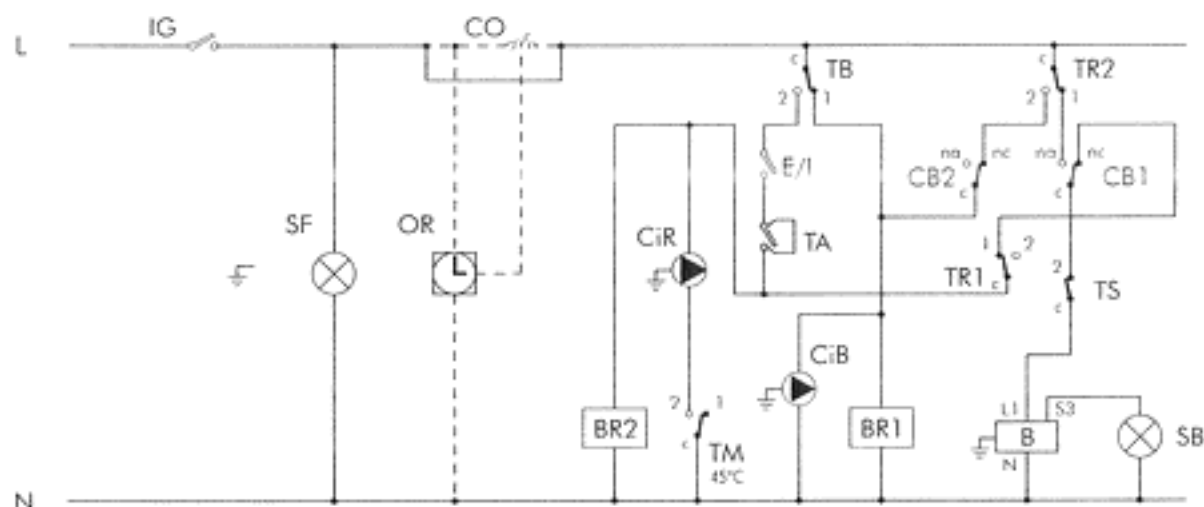 IG CO
L
TB TR2
c c
2 1 2 1
na nc na nc
E/I
CB2 CB1
c c
SF OR CiR TA
1 2 2
TR1 TS
c c
CiB
2 1
L1 S3
BR2 BR1 B SB
c TM N
45°C
N